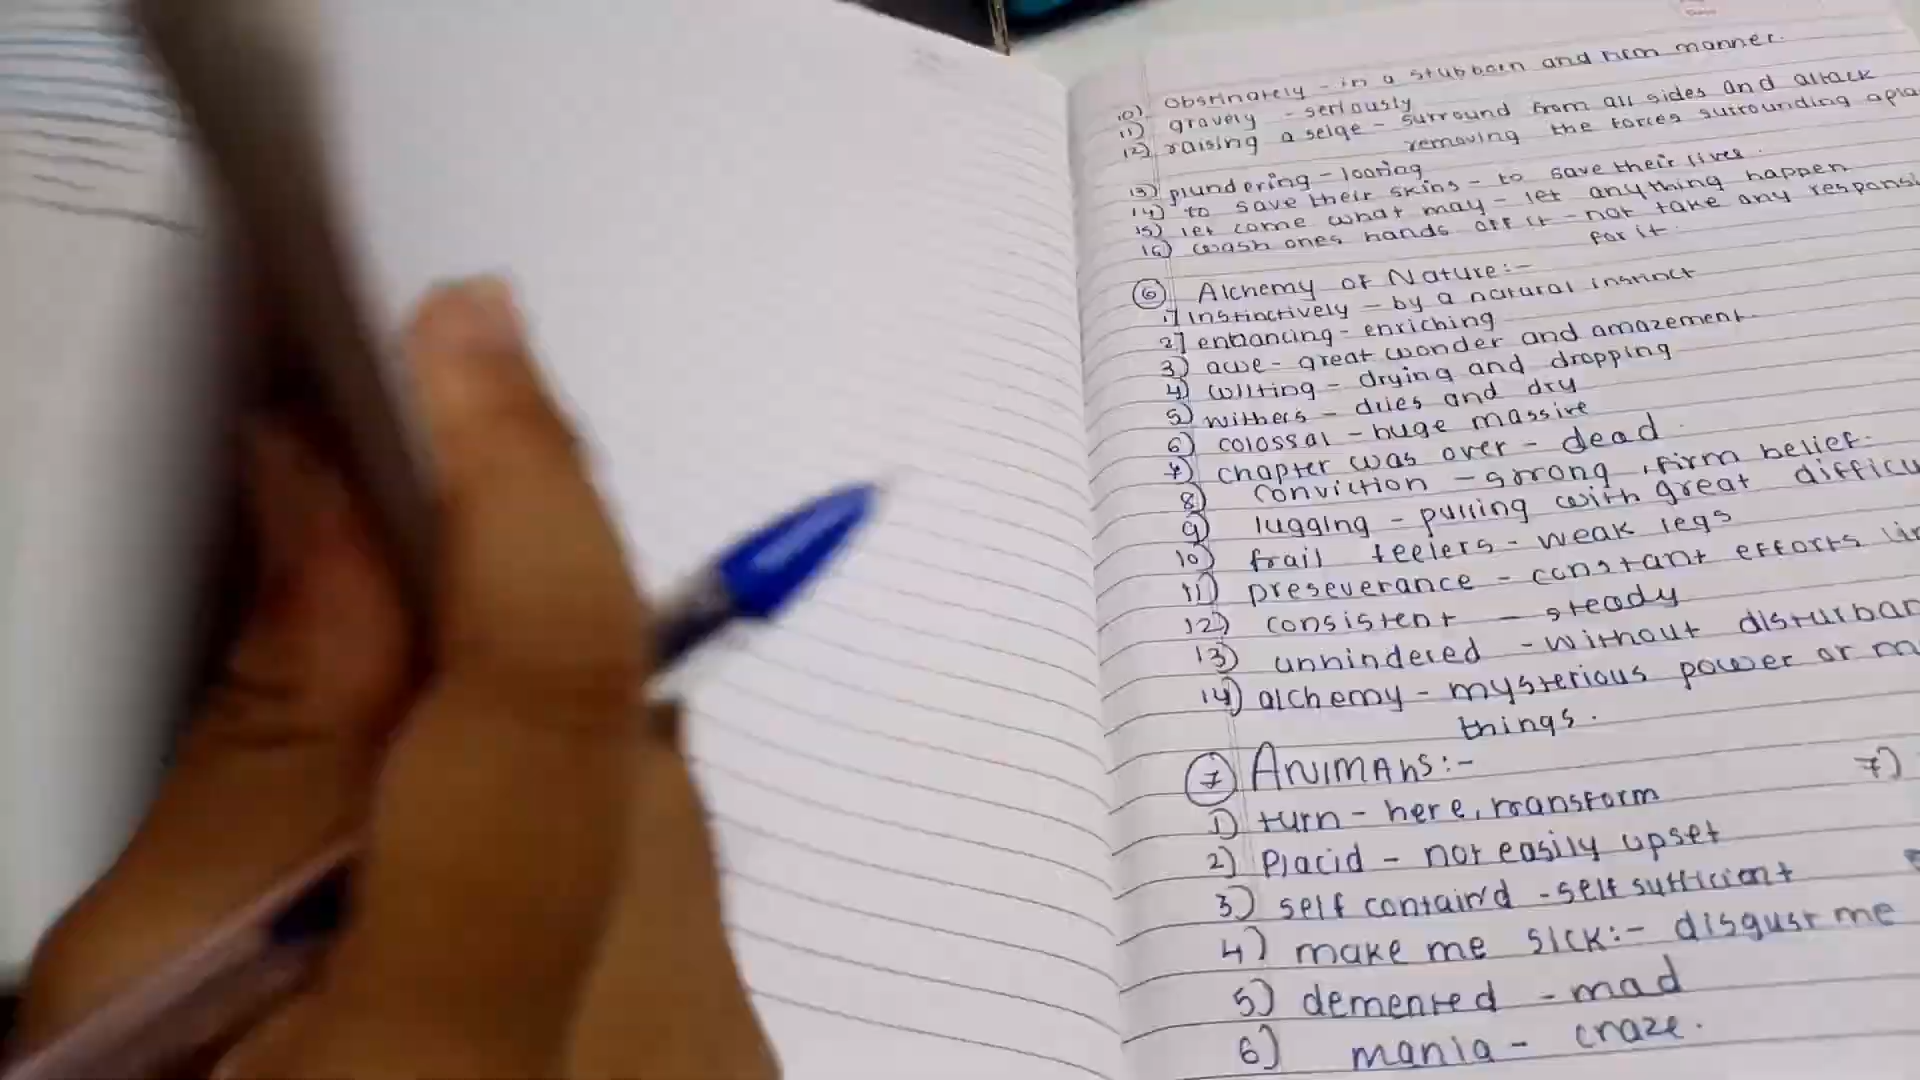 10) Obstinately - in a stubborn and firm manner.
11) gravely - seriously
12) raising a seige - surround from all sides and attack
removing the forces surrounding a pla
13) plundering - looting
14) to save their skins - to save their lives.
15) let come what may - let anything happen
16) wash ones hands off it - not take any responsi
for it.
6 Alchemy of Nature:-
1] Instinctively - by a natural instinct
2] enhancing - enriching
3) awe - great wonder and amazement.
4) wilting - drying and dropping
5) withers - dies and dry
6) colossal - huge massive
7) chapter was over - dead.
8) conviction - strong, firm belief.
9) lugging - pulling with great difficu
10) frail feelers - weak legs
11) preseverance - constant efforts
12) consistent - steady
13) unhindered - without disturban
14) alchemy - mysterious power or ma
things.
7 AnimAls:-
7)
1) turn - here, transform
2) Placid - not easily upset
3) self contain'd - self sufficient
4) make me sick:- disgust me
5) demented - mad
6) mania - craze.